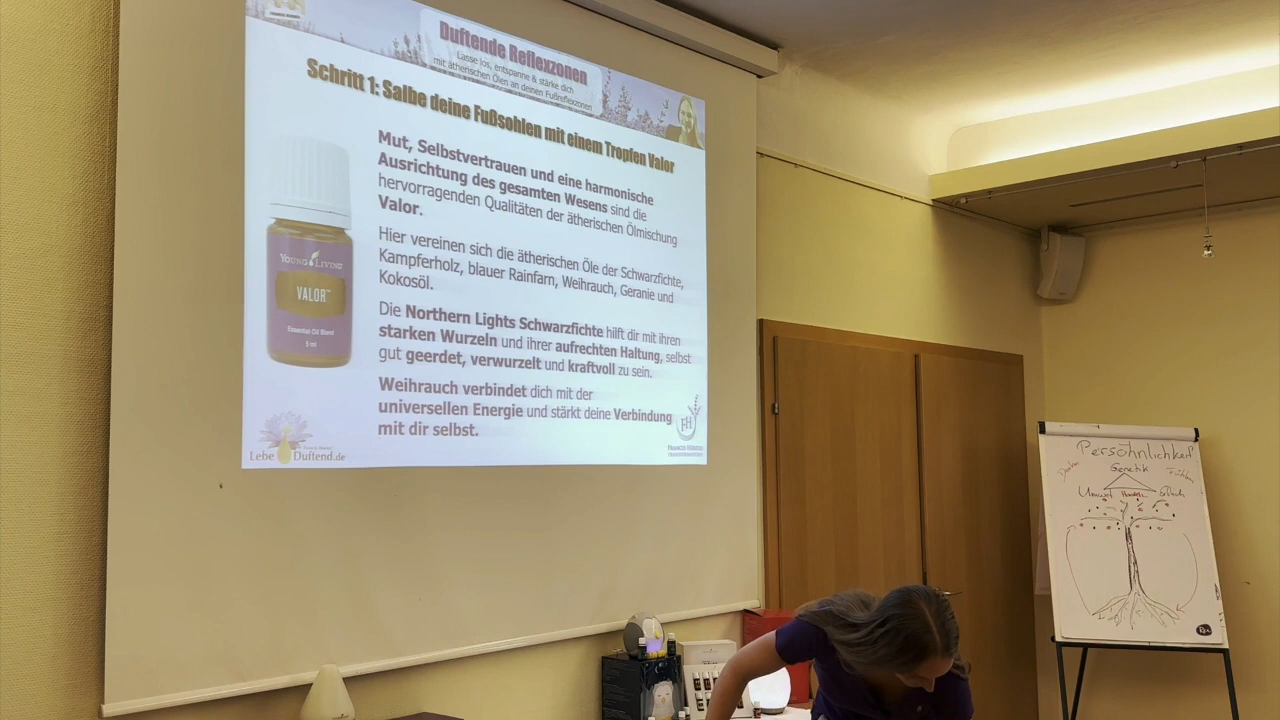 Duftende Reflexzonen
Lasse los, entspanne & stärke dich
mit ätherischen Ölen an deinen Fußreflexzonen
Schritt 1: Salbe deine Fußsohlen mit einem Tropfen Valor
Mut, Selbstvertrauen und eine harmonische
Ausrichtung des gesamten Wesens sind die
hervorragenden Qualitäten der ätherischen Ölmischung
Valor.
Hier vereinen sich die ätherischen Öle der Schwarzfichte,
Kampferholz, blauer Rainfarn, Weihrauch, Geranie und
Kokosöl.
Die Northern Lights Schwarzfichte hilft dir mit ihren
starken Wurzeln und ihrer aufrechten Haltung, selbst
gut geerdet, verwurzelt und kraftvoll zu sein.
Weihrauch verbindet dich mit der
universellen Energie und stärkt deine Verbindung
mit dir selbst.
YOUNG LIVING
VALOR™
Essential Oil Blend
5 ml
Lebe Duftend.de
FH
Persöhnlichkeit
Genetik
Denken
Fühlen
Umwelt
Handeln